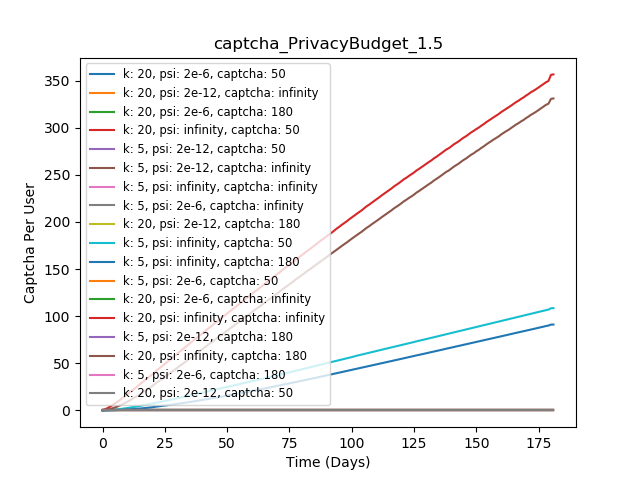 captcha_PrivacyBudget_1.5
350
300
250
200
150
100
50
0
Captcha Per User
k: 20, psi: 2e-6, captcha: 50
k: 20, psi: 2e-12, captcha: infinity
k: 20, psi: 2e-6, captcha: 180
k: 20, psi: infinity, captcha: 50
k: 5, psi: 2e-12, captcha: 50
k: 5, psi: 2e-12, captcha: infinity
k: 5, psi: infinity, captcha: infinity
k: 5, psi: 2e-6, captcha: infinity
k: 20, psi: 2e-12, captcha: 180
k: 5, psi: infinity, captcha: 50
k: 5, psi: infinity, captcha: 180
k: 5, psi: 2e-6, captcha: 50
k: 20, psi: 2e-6, captcha: infinity
k: 20, psi: infinity, captcha: infinity
k: 5, psi: 2e-12, captcha: 180
k: 20, psi: infinity, captcha: 180
k: 5, psi: 2e-6, captcha: 180
k: 20, psi: 2e-12, captcha: 50
0 25 50 75 100 125 150 175
Time (Days)